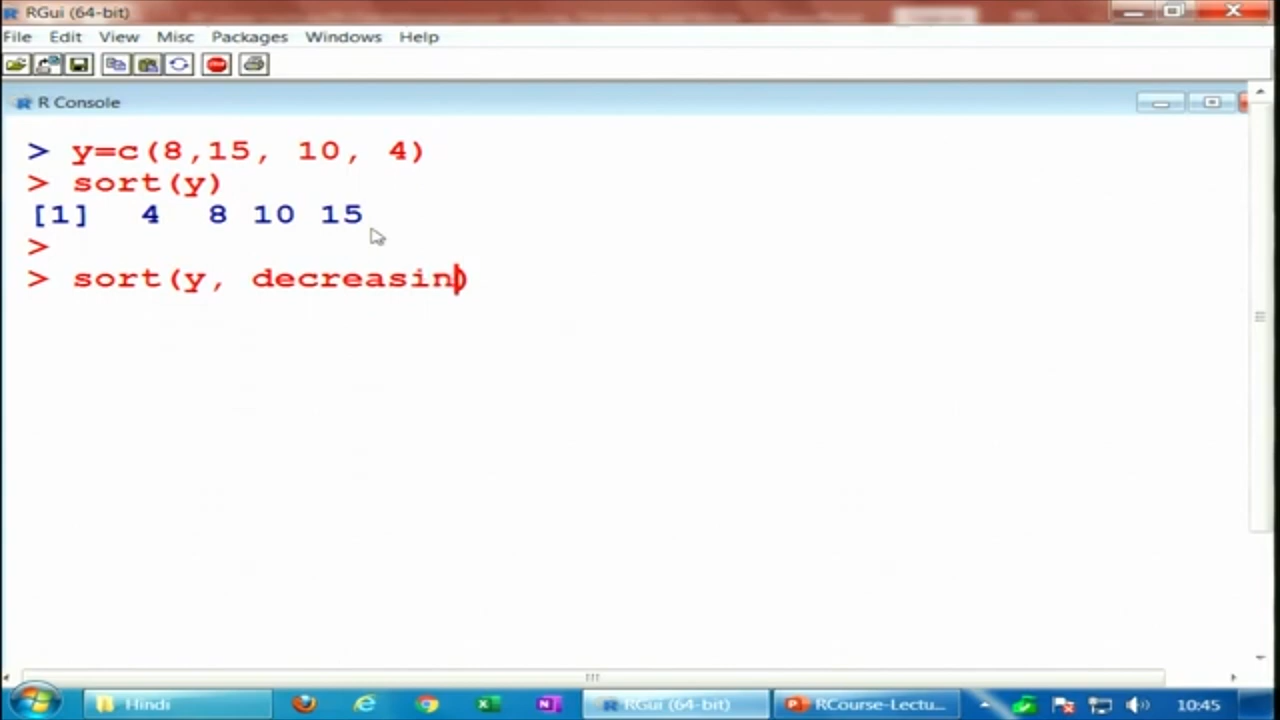 RGui (64-bit)
File Edit View Misc Packages Windows Help
STOP
R Console
> y=c(8,15, 10, 4)
> sort(y)
[1]  4  8 10 15
>
> sort(y, decreasin)
Hindi
RGui (64-bit)
RCourse-Lectu...
10:45